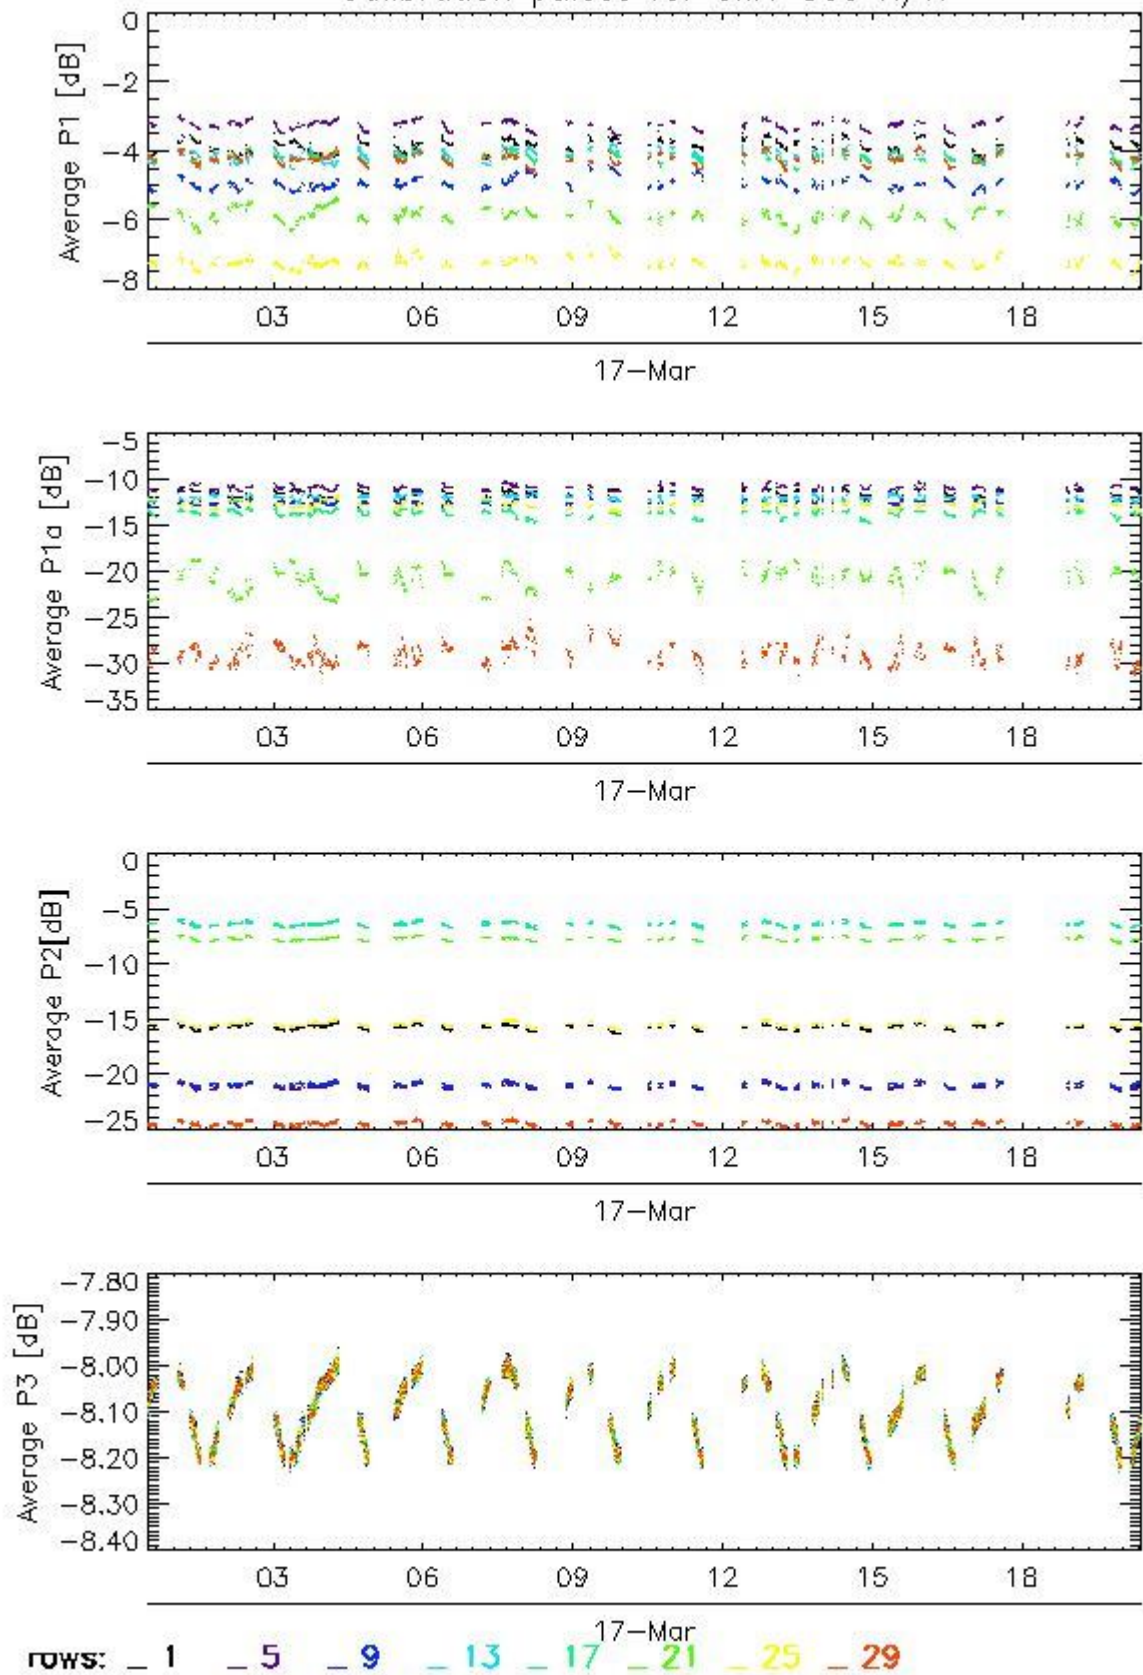 0
-2
-4
-6
-8
Average P1 [dB]
03 06 09 12 15 18
17-Mar
-5
-10
-15
-20
-25
-30
-35
Average P1a [dB]
03 06 09 12 15 18
17-Mar
0
-5
-10
-15
-20
-25
Average P2[dB]
03 06 09 12 15 18
17-Mar
-7.80
-7.90
-8.00
-8.10
-8.20
-8.30
-8.40
Average P3 [dB]
03 06 09 12 15 18
17-Mar
rows: _ 1 _ 5 _ 9 _ 13 _ 17 _ 21 _ 25 _ 29